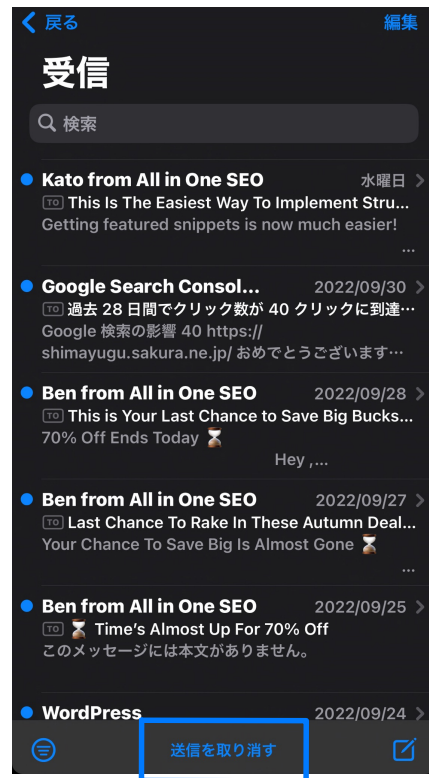 戻る 編集
受信
検索
Kato from All in One SEO 水曜日
TO This Is The Easiest Way To Implement Stru...
Getting featured snippets is now much easier!
...
Google Search Consol... 2022/09/30
TO 過去 28 日間でクリック数が 40 クリックに到達…
Google 検索の影響 40 https://
shimayugu.sakura.ne.jp/ おめでとうございます…
Ben from All in One SEO 2022/09/28
TO This is Your Last Chance to Save Big Bucks...
70% Off Ends Today ⏳
Hey ,...
Ben from All in One SEO 2022/09/27
TO Last Chance To Rake In These Autumn Deal...
Your Chance To Save Big Is Almost Gone ⏳
...
Ben from All in One SEO 2022/09/25
TO ⏳ Time's Almost Up For 70% Off
このメッセージには本文がありません。
WordPress 2022/09/24
送信を取り消す